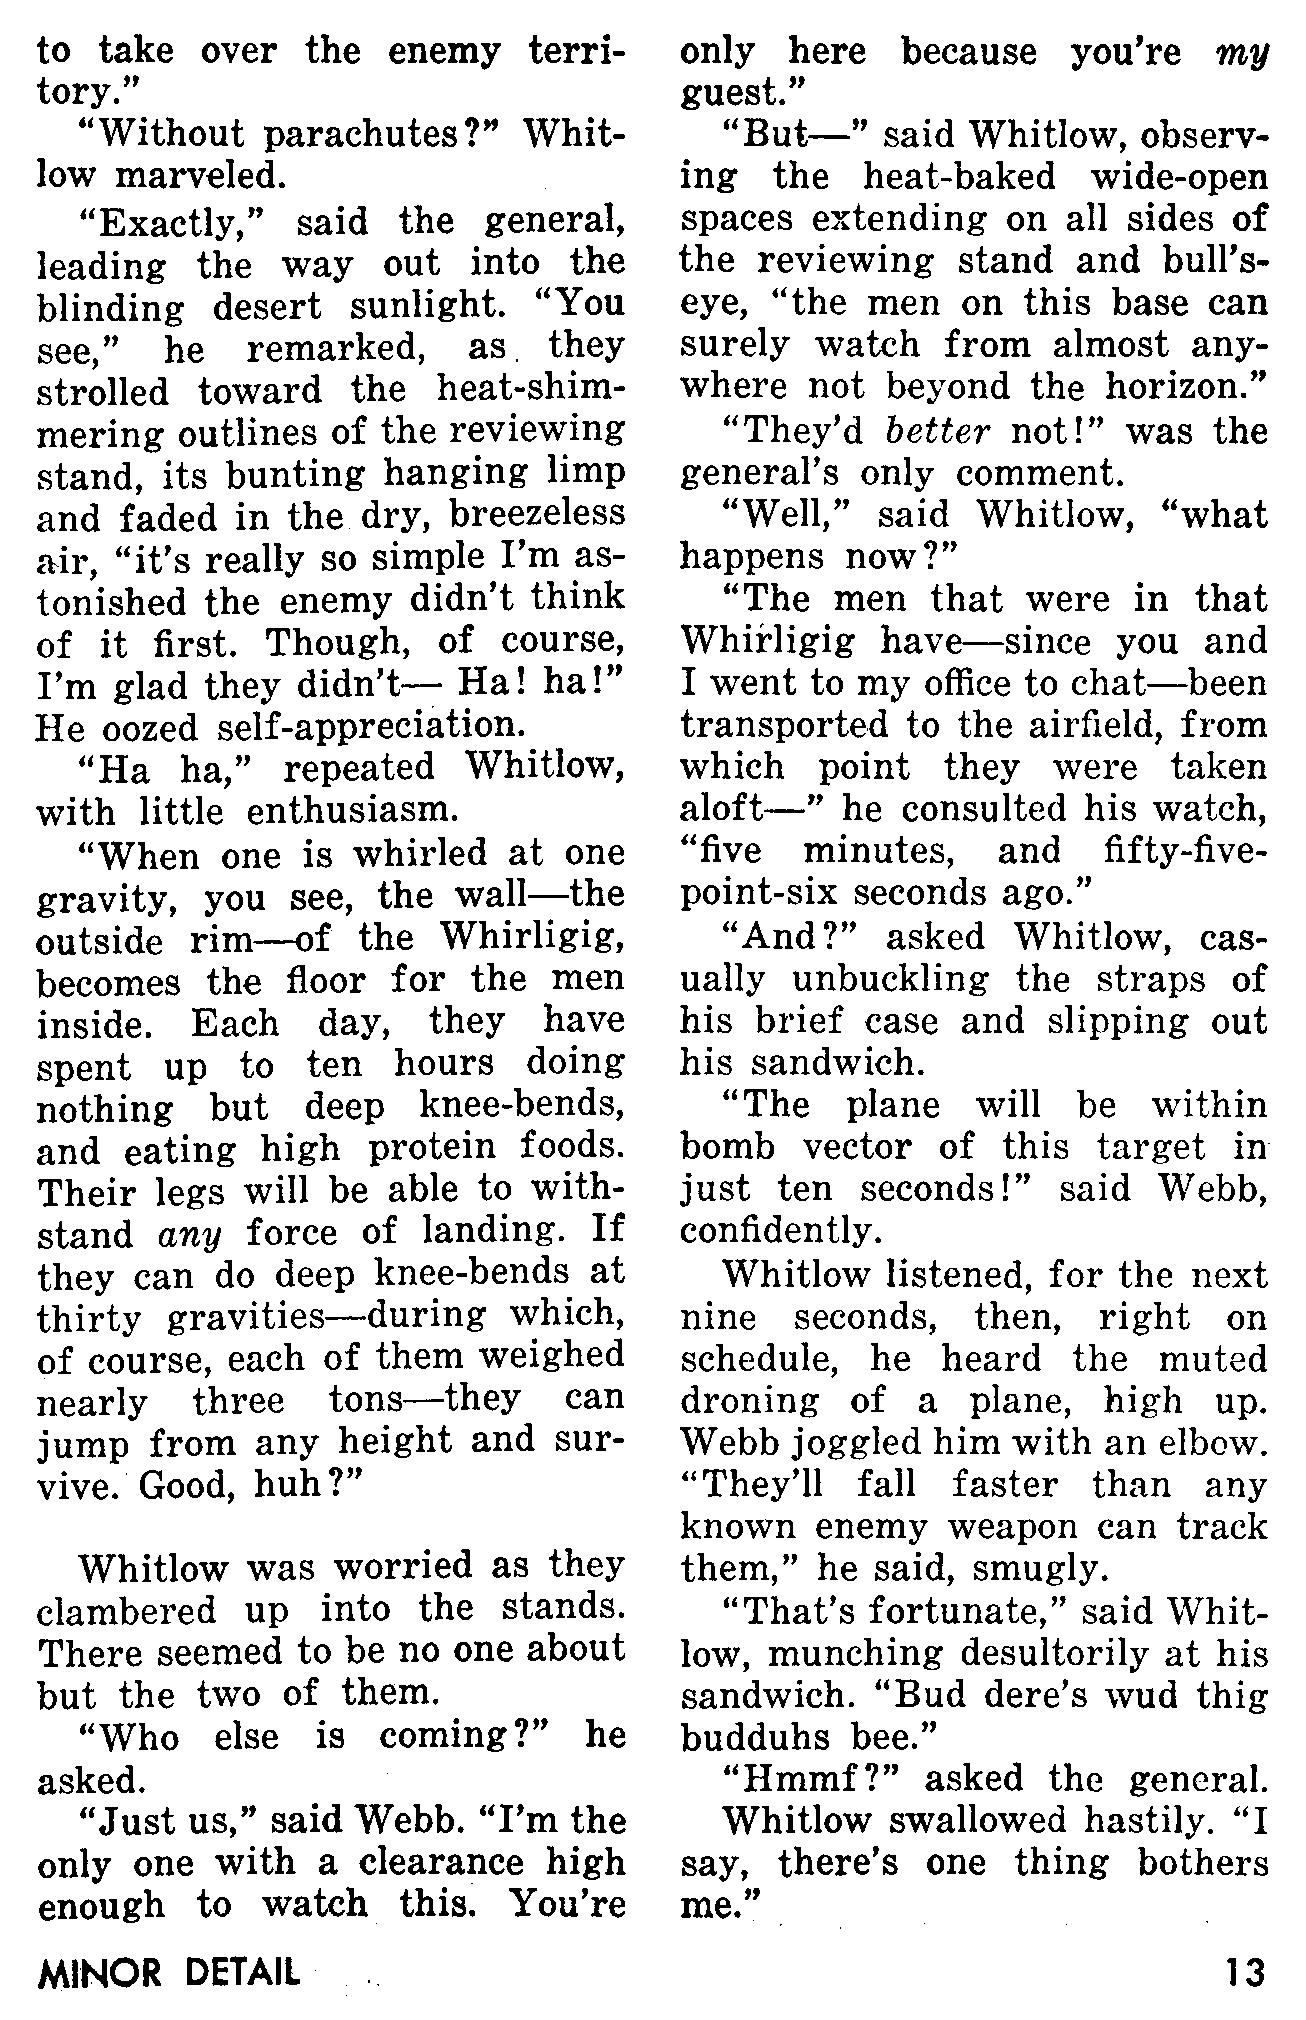 to take over the enemy terri-
tory."
"Without parachutes?" Whit-
low marveled.
"Exactly," said the general,
leading the way out into the
blinding desert sunlight. "You
see," he remarked, as they
strolled toward the heat-shim-
mering outlines of the reviewing
stand, its bunting hanging limp
and faded in the dry, breezeless
air, "it's really so simple I'm as-
tonished the enemy didn't think
of it first. Though, of course,
I'm glad they didn't— Ha! ha!"
He oozed self-appreciation.
"Ha ha," repeated Whitlow,
with little enthusiasm.
"When one is whirled at one
gravity, you see, the wall—the
outside rim—of the Whirligig,
becomes the floor for the men
inside. Each day, they have
spent up to ten hours doing
nothing but deep knee-bends,
and eating high protein foods.
Their legs will be able to with-
stand any force of landing. If
they can do deep knee-bends at
thirty gravities—during which,
of course, each of them weighed
nearly three tons—they can
jump from any height and sur-
vive. Good, huh?"
Whitlow was worried as they
clambered up into the stands.
There seemed to be no one about
but the two of them.
"Who else is coming?" he
asked.
"Just us," said Webb. "I'm the
only one with a clearance high
enough to watch this. You're
only here because you're my
guest."
"But—" said Whitlow, observ-
ing the heat-baked wide-open
spaces extending on all sides of
the reviewing stand and bull's-
eye, "the men on this base can
surely watch from almost any-
where not beyond the horizon."
"They'd better not!" was the
general's only comment.
"Well," said Whitlow, "what
happens now?"
"The men that were in that
Whirligig have—since you and
I went to my office to chat—been
transported to the airfield, from
which point they were taken
aloft—" he consulted his watch,
"five minutes, and fifty-five-
point-six seconds ago."
"And?" asked Whitlow, cas-
ually unbuckling the straps of
his brief case and slipping out
his sandwich.
"The plane will be within
bomb vector of this target in
just ten seconds!" said Webb,
confidently.
Whitlow listened, for the next
nine seconds, then, right on
schedule, he heard the muted
droning of a plane, high up.
Webb joggled him with an elbow.
"They'll fall faster than any
known enemy weapon can track
them," he said, smugly.
"That's fortunate," said Whit-
low, munching desultorily at his
sandwich. "Bud dere's wud thig
budduhs bee."
"Hmmf?" asked the general.
Whitlow swallowed hastily. "I
say, there's one thing bothers
me."
MINOR DETAIL
13